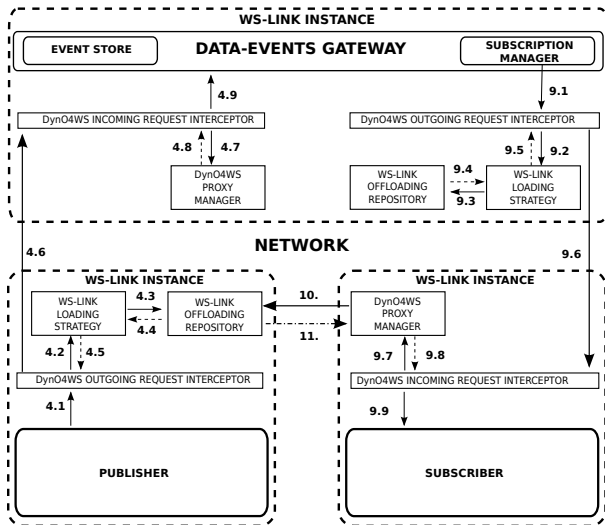 WS-LINK INSTANCE
EVENT STORE
DATA-EVENTS GATEWAY
SUBSCRIPTION
MANAGER
4.9
9.1
DynO4WS INCOMING REQUEST INTERCEPTOR
DynO4WS OUTGOING REQUEST INTERCEPTOR
4.8
4.7
9.5
9.2
DynO4WS
PROXY
MANAGER
WS-LINK
OFFLOADING
REPOSITORY
9.4
9.3
WS-LINK
LOADING
STRATEGY
4.6
NETWORK
9.6
WS-LINK INSTANCE
WS-LINK INSTANCE
WS-LINK
LOADING
STRATEGY
4.3
4.4
WS-LINK
OFFLOADING
REPOSITORY
10.
11.
DynO4WS
PROXY
MANAGER
4.2
4.5
9.7
9.8
DynO4WS OUTGOING REQUEST INTERCEPTOR
DynO4WS INCOMING REQUEST INTERCEPTOR
4.1
9.9
PUBLISHER
SUBSCRIBER